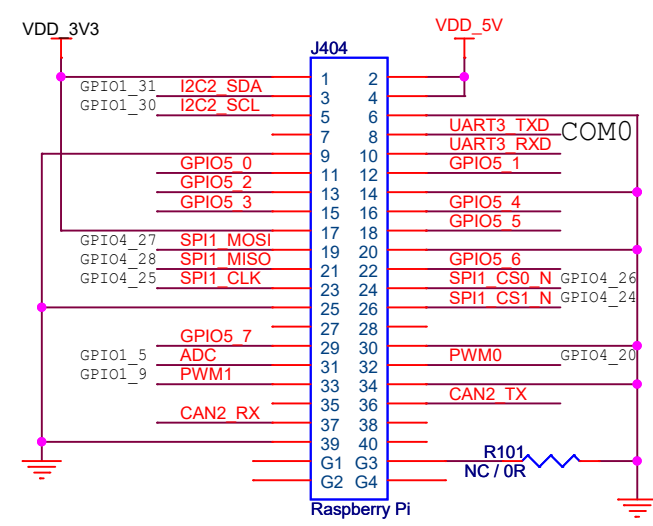 VDD_3V3 VDD_5V
J404
1 2
GPIO1_31 I2C2_SDA 3 4
GPIO1_30 I2C2_SCL 5 6
7 8 UART3_TXD COM0
9 10 UART3_RXD
GPIO5_0 11 12 GPIO5_1
GPIO5_2 13 14
GPIO5_3 15 16 GPIO5_4
17 18 GPIO5_5
GPIO4_27 SPI1_MOSI 19 20
GPIO4_28 SPI1_MISO 21 22 GPIO5_6
GPIO4_25 SPI1_CLK 23 24 SPI1_CS0_N GPIO4_26
25 26 SPI1_CS1_N GPIO4_24
27 28
GPIO5_7 29 30
GPIO1_5 ADC 31 32 PWM0 GPIO4_20
GPIO1_9 PWM1 33 34
35 36 CAN2_TX
CAN2_RX 37 38
39 40
G1 G3 R101
G2 G4 NC / 0R
Raspberry Pi